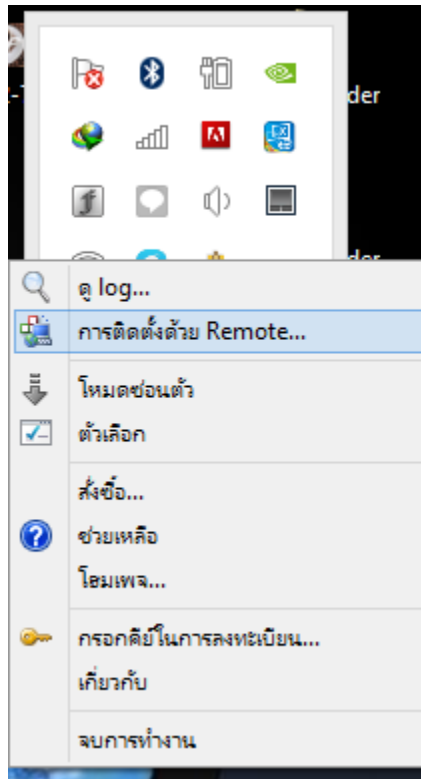 der
ดู log...
การติดตั้งด้วย Remote...
โหมดซ่อนตัว
ตัวเลือก
สั่งซื้อ...
ช่วยเหลือ
โฮมเพจ...
กรอกคีย์ในการลงทะเบียน...
เกี่ยวกับ
จบการทำงาน